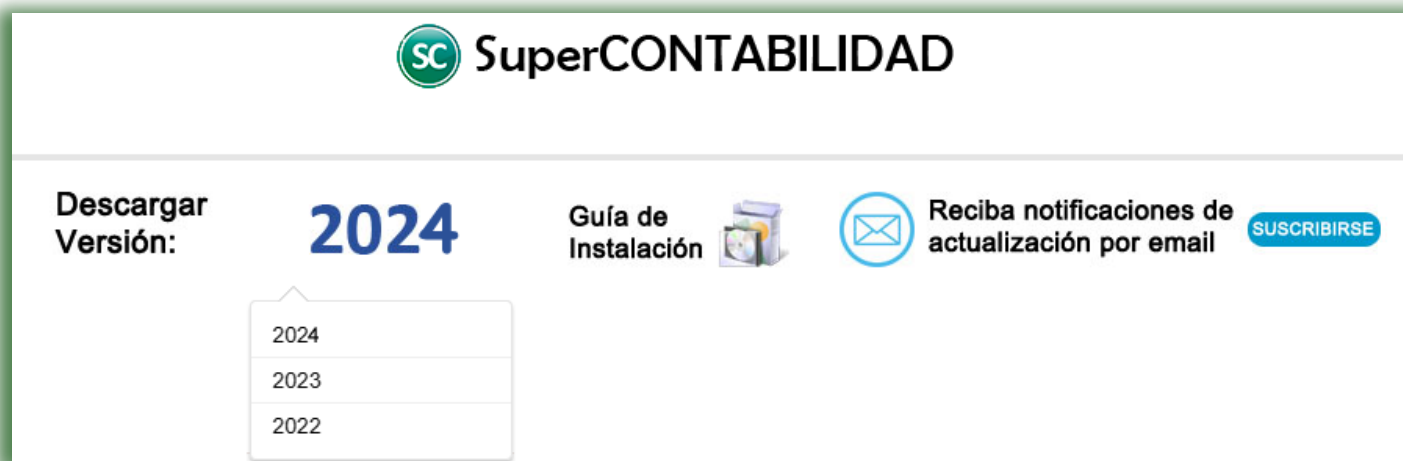 SC SuperCONTABILIDAD
Descargar
Versión:
2024
Guía de
Instalación
Reciba notificaciones de
actualización por email
SUSCRIBIRSE
2024
2023
2022